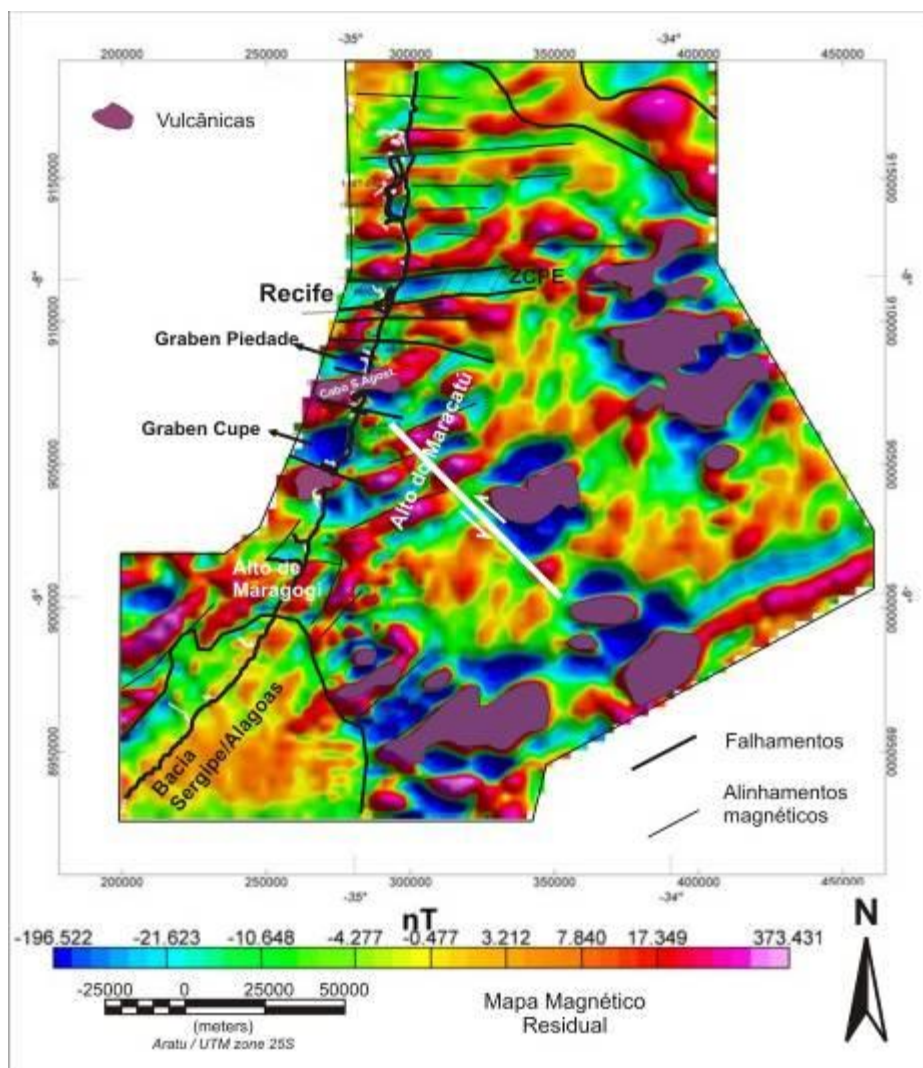 -35°
-34°
200000
250000
300000
350000
400000
450000
Vulcânicas
9150000
9150000
-8°
-8°
ZCPE
Recife
9100000
9100000
Graben Piedade
Cabo S Agost.
Graben Cupe
Alto do Maracatú
9050000
9050000
Alto de
Maragogi
-9°
-9°
9000000
9000000
Bacia
Sergipe/Alagoas
8950000
8950000
Falhamentos
Alinhamentos
magnéticos
200000
250000
300000
350000
400000
450000
-35°
-34°
nT
N
-196.522
-21.623
-10.648
-4.277
-0.477
3.212
7.840
17.349
373.431
-25000
0
25000
50000
(meters)
Aratu / UTM zone 25S
Mapa Magnético
Residual